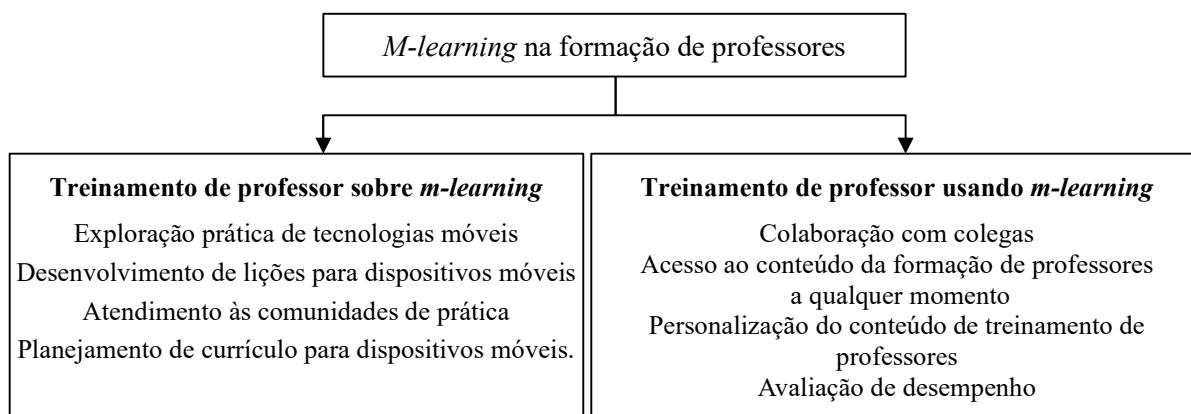 M-learning na formação de professores
Treinamento de professor sobre m-learning
Exploração prática de tecnologias móveis
Desenvolvimento de lições para dispositivos móveis
Atendimento às comunidades de prática
Planejamento de currículo para dispositivos móveis.
Treinamento de professor usando m-learning
Colaboração com colegas
Acesso ao conteúdo da formação de professores
a qualquer momento
Personalização do conteúdo de treinamento de
professores
Avaliação de desempenho